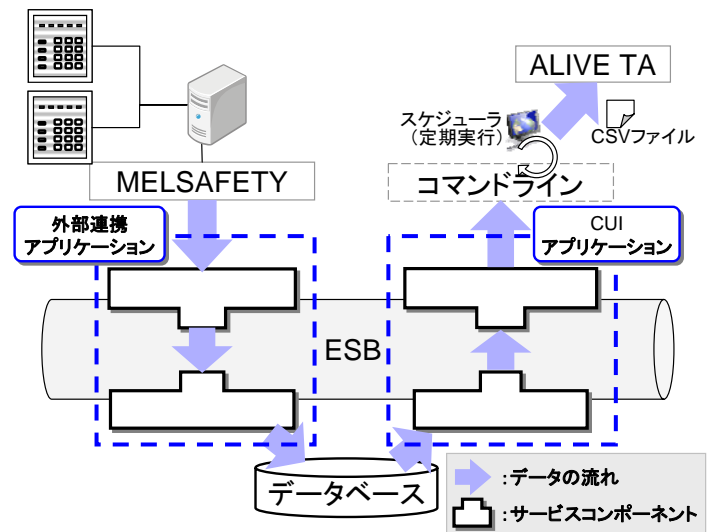 ALIVE TA
スケジューラ
（定期実行）
CSVファイル
MELSAFETY
コマンドライン
外部連携
アプリケーション
CUI
アプリケーション
ESB
データベース
:データの流れ
:サービスコンポーネント